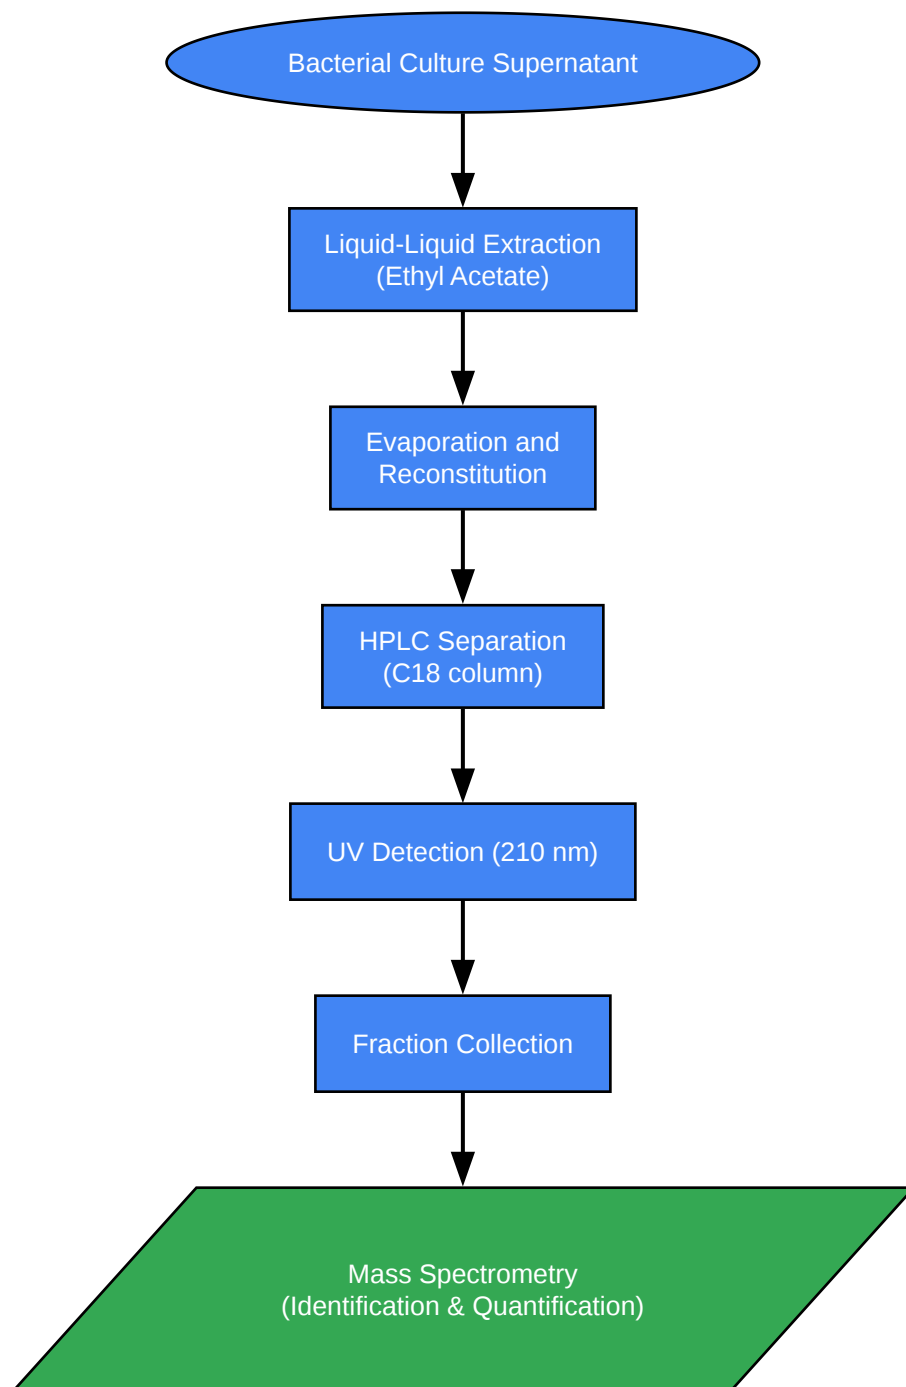 Bacterial Culture Supernatant
Liquid-Liquid Extraction
(Ethyl Acetate)
Evaporation and
Reconstitution
HPLC Separation
(C18 column)
UV Detection (210 nm)
Fraction Collection
Mass Spectrometry
(Identification & Quantification)